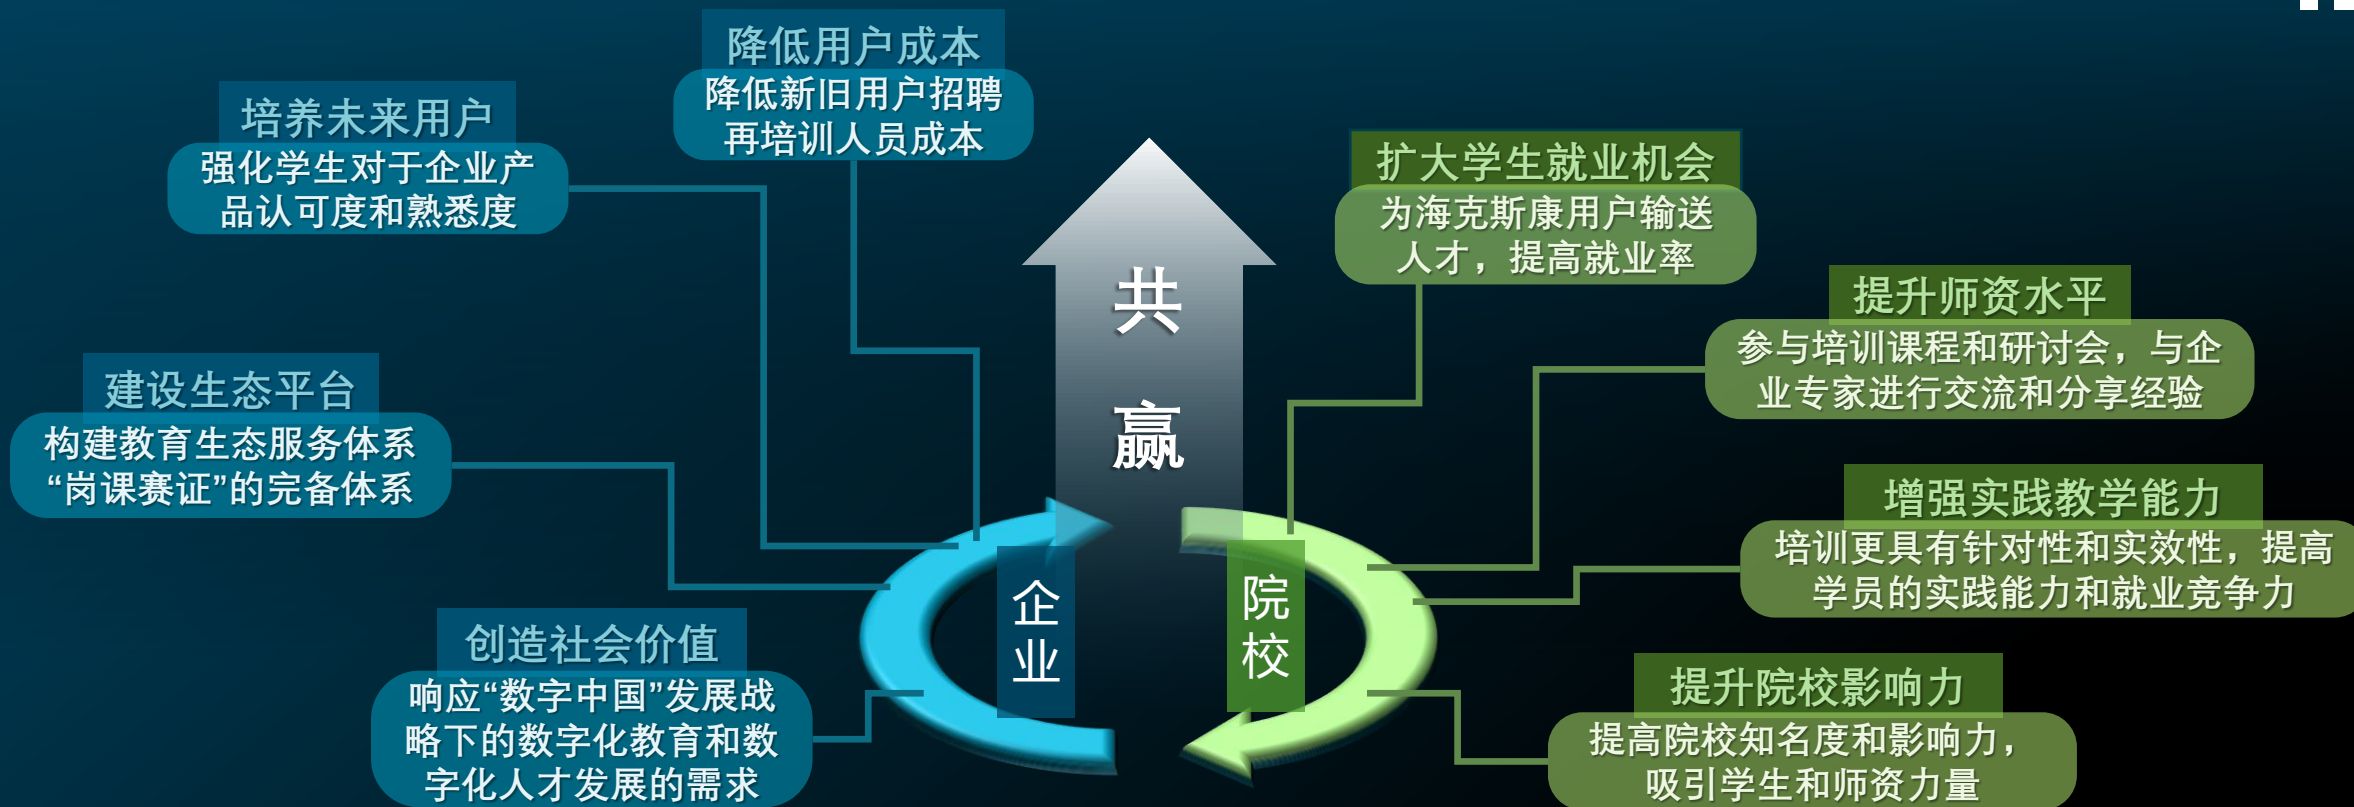 降低用户成本
降低新旧用户招聘
再培训人员成本
培养未来用户
强化学生对于企业产
品认可度和熟悉度
建设生态平台
构建教育生态服务体系
“岗课赛证”的完备体系
创造社会价值
响应“数字中国”发展战
略下的数字化教育和数
字化人才发展的需求
共
赢
企
业
院
校
扩大学生就业机会
为海克斯康用户输送
人才，提高就业率
提升师资水平
参与培训课程和研讨会，与企
业专家进行交流和分享经验
增强实践教学能力
培训更具有针对性和实效性，提高
学员的实践能力和就业竞争力
提升院校影响力
提高院校知名度和影响力，
吸引学生和师资力量